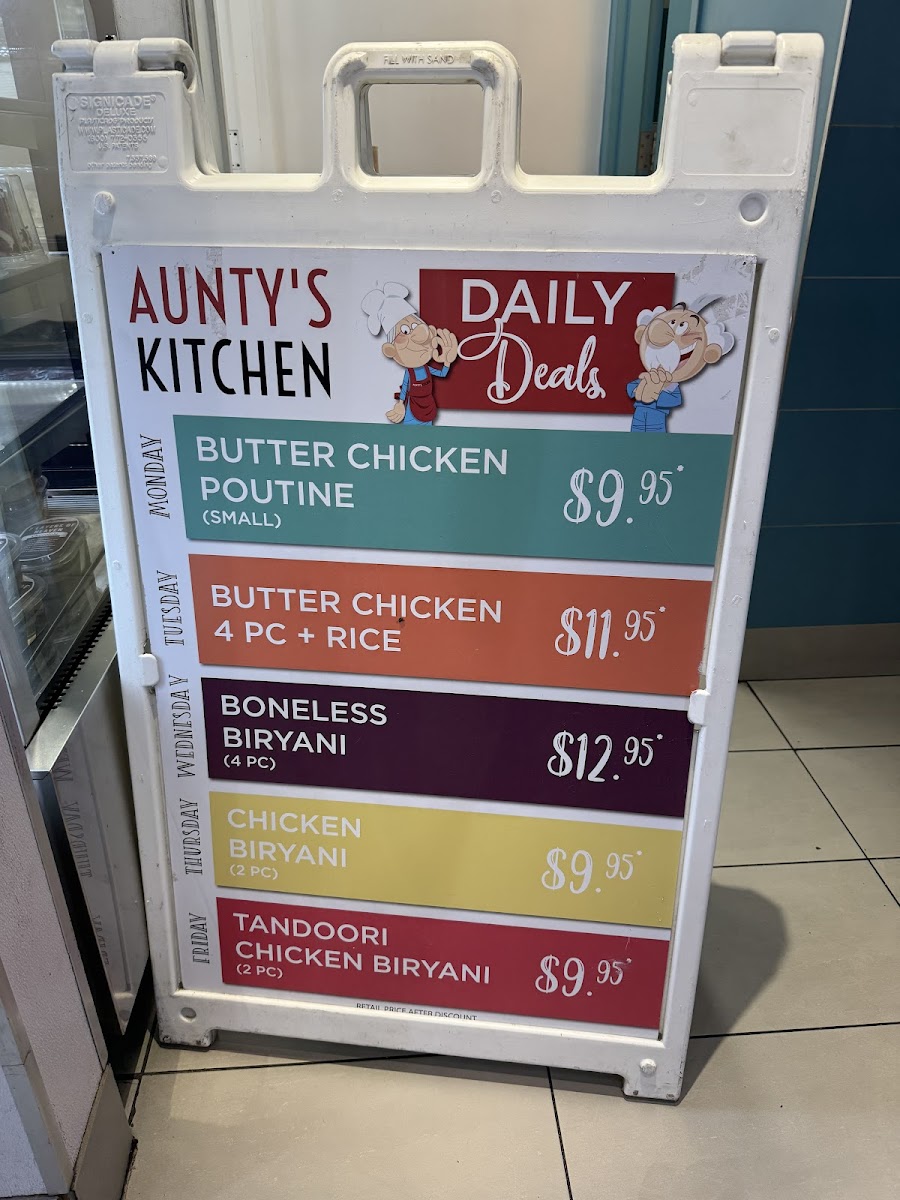 FILL WITH SAND
SIGNICADE
DELUXE
AUNTY'S
KITCHEN
DAILY
Deals
MONDAY
BUTTER CHICKEN
POUTINE
(SMALL)
$9.95*
TUESDAY
BUTTER CHICKEN
4 PC + RICE
$11.95*
WEDNESDAY
BONELESS
BIRYANI
(4 PC)
$12.95*
THURSDAY
CHICKEN
BIRYANI
(2 PC)
$9.95*
FRIDAY
TANDOORI
CHICKEN BIRYANI
(2 PC)
$9.95*
RETAIL PRICE AFTER DISCOUNT